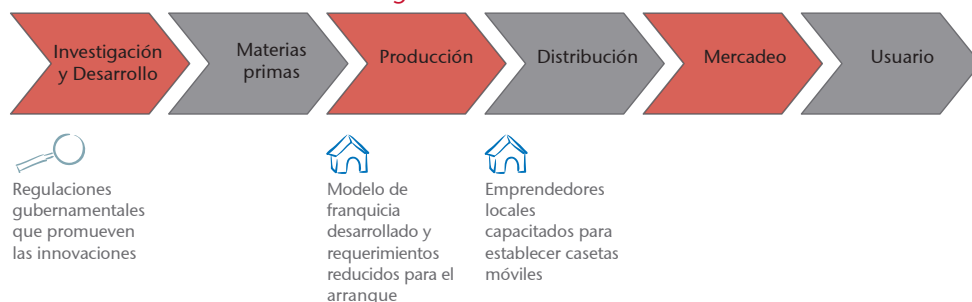 Investigación
y Desarrollo
Materias
primas
Producción
Distribución
Mercadeo
Usuario
Regulaciones
gubernamentales
que promueven
las innovaciones
Modelo de
franquicia
desarrollado y
requerimientos
reducidos para el
arranque
Emprendedores
locales
capacitados para
establecer casetas
móviles